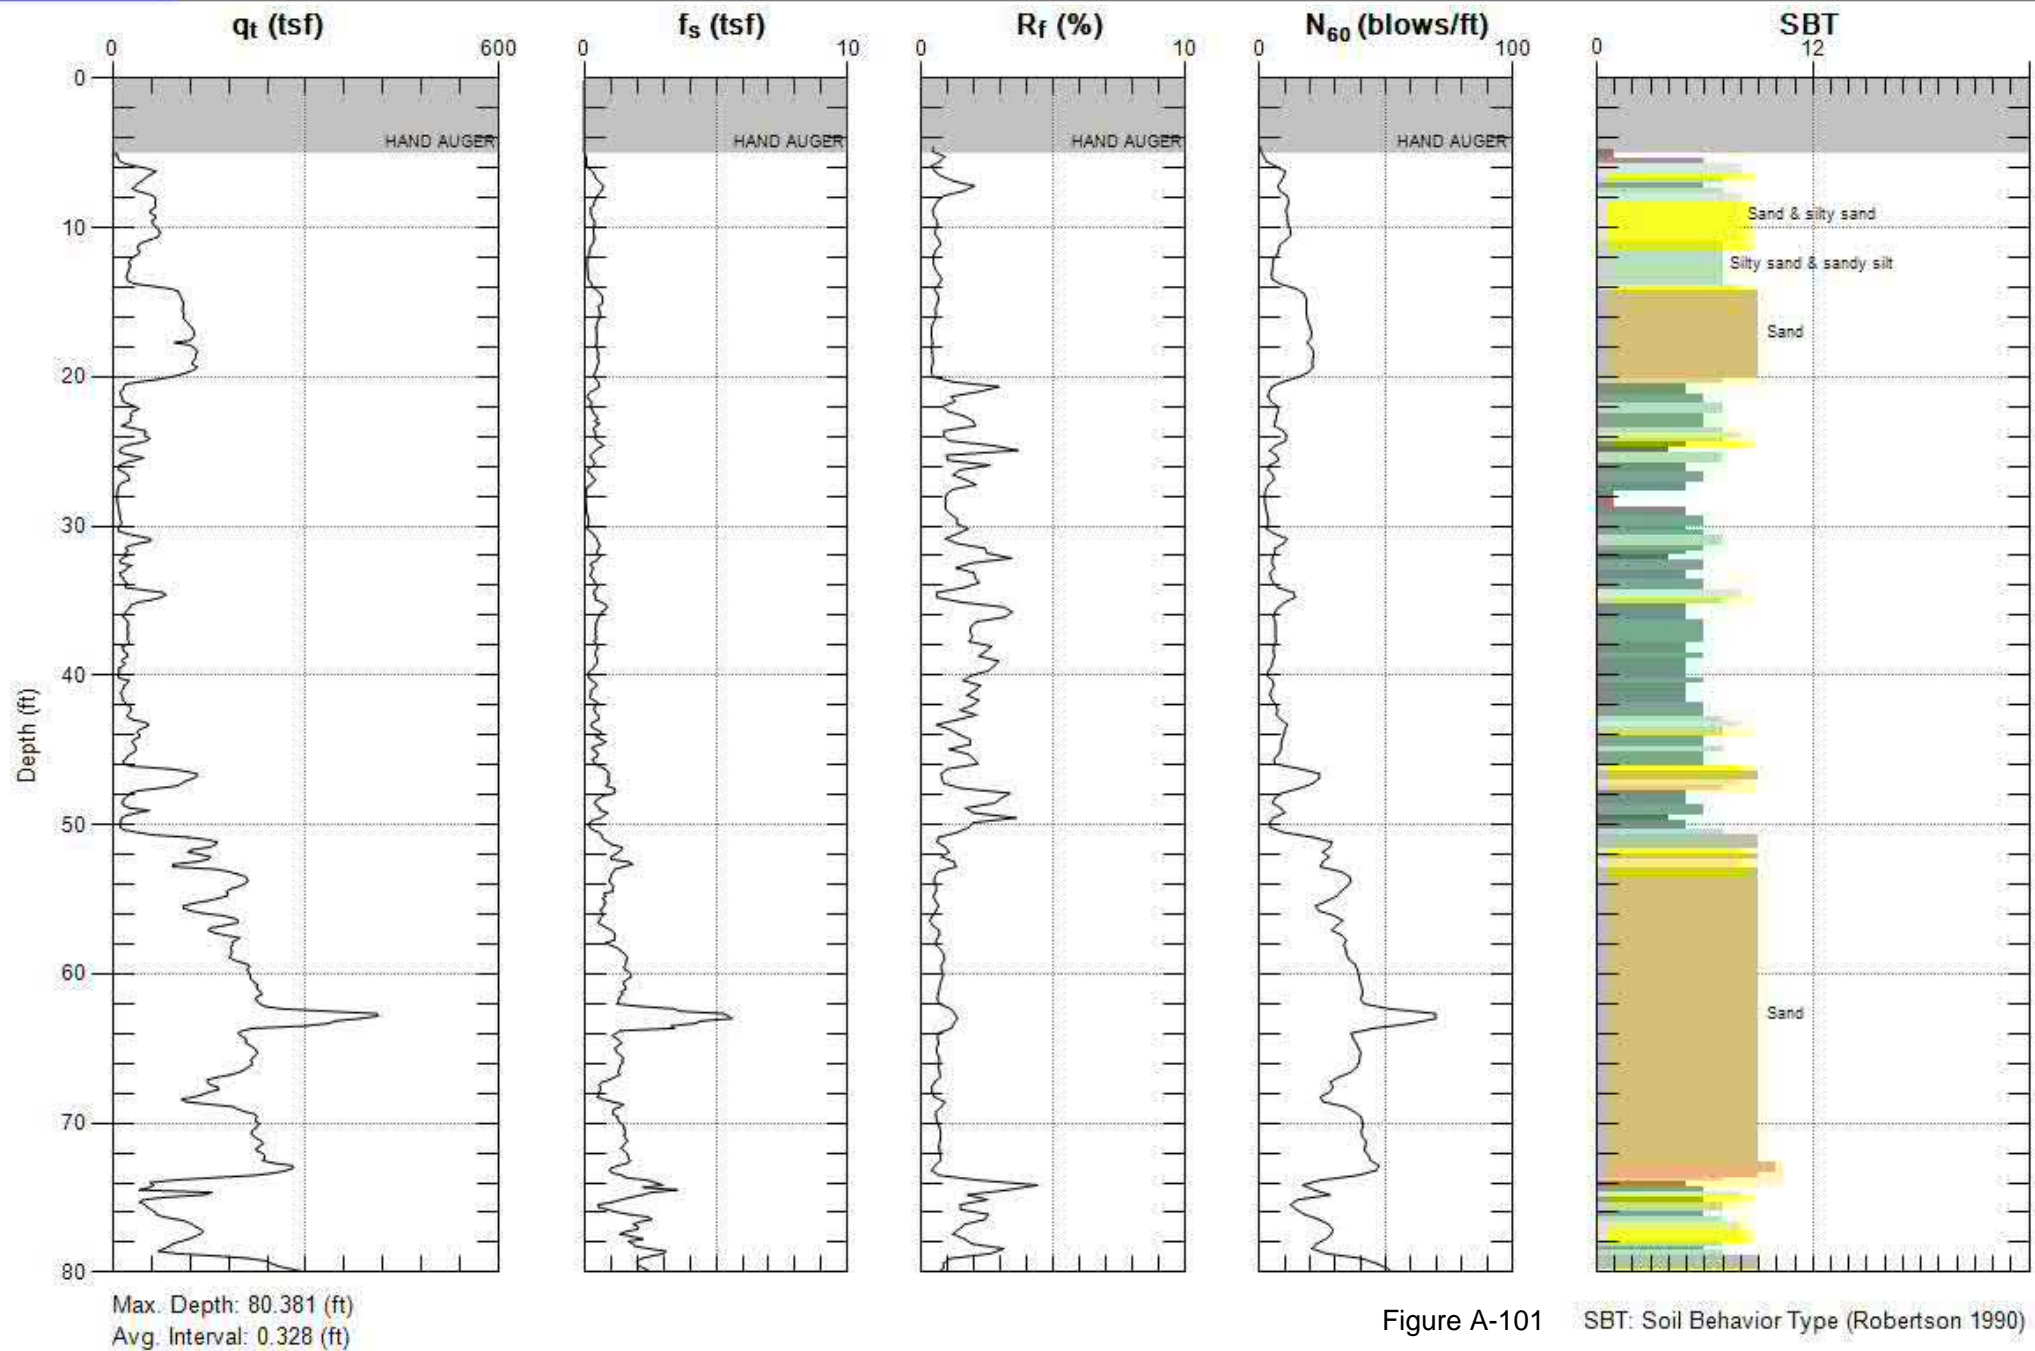 qt (tsf) fs (tsf) Rf (%) N60 (blows/ft) SBT
0 600 0 10 0 10 0 100 0 12
0
HAND AUGER HAND AUGER HAND AUGER HAND AUGER
Sand & silty sand
10
Silty sand & sandy silt
Sand
20
30
40
Depth (ft)
50
60
Sand
70
80
Max. Depth: 80.381 (ft)
Avg. Interval: 0.328 (ft)
Figure A-101 SBT: Soil Behavior Type (Robertson 1990)